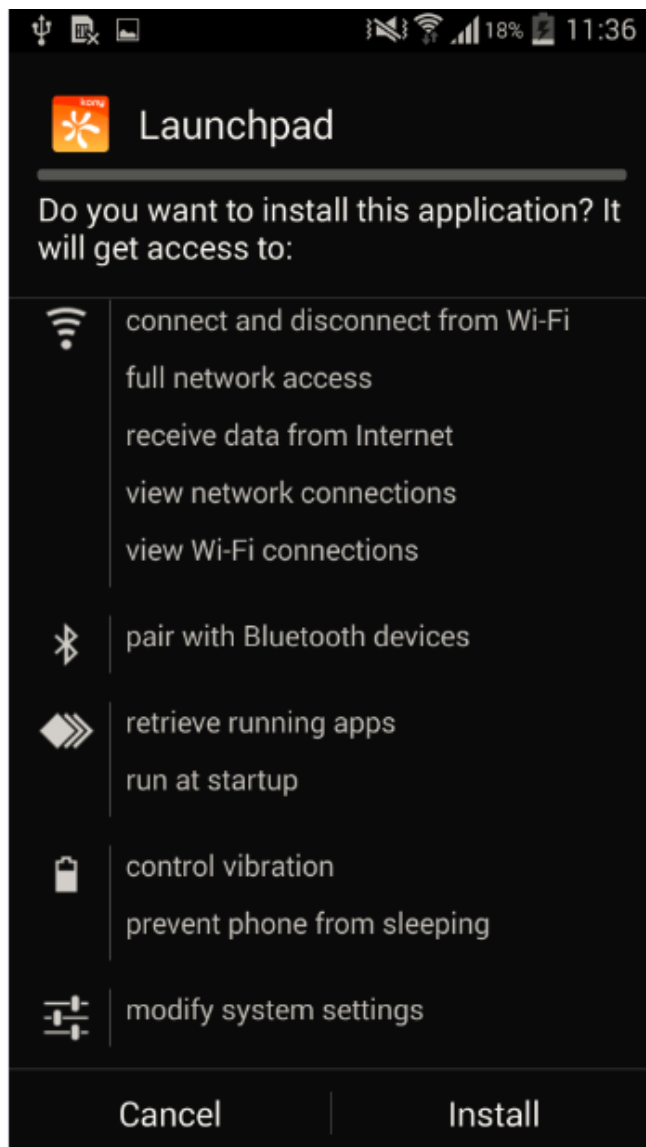 18% 11:36
kony
Launchpad
Do you want to install this application? It
will get access to:
connect and disconnect from Wi-Fi
full network access
receive data from Internet
view network connections
view Wi-Fi connections
pair with Bluetooth devices
retrieve running apps
run at startup
control vibration
prevent phone from sleeping
modify system settings
Cancel Install